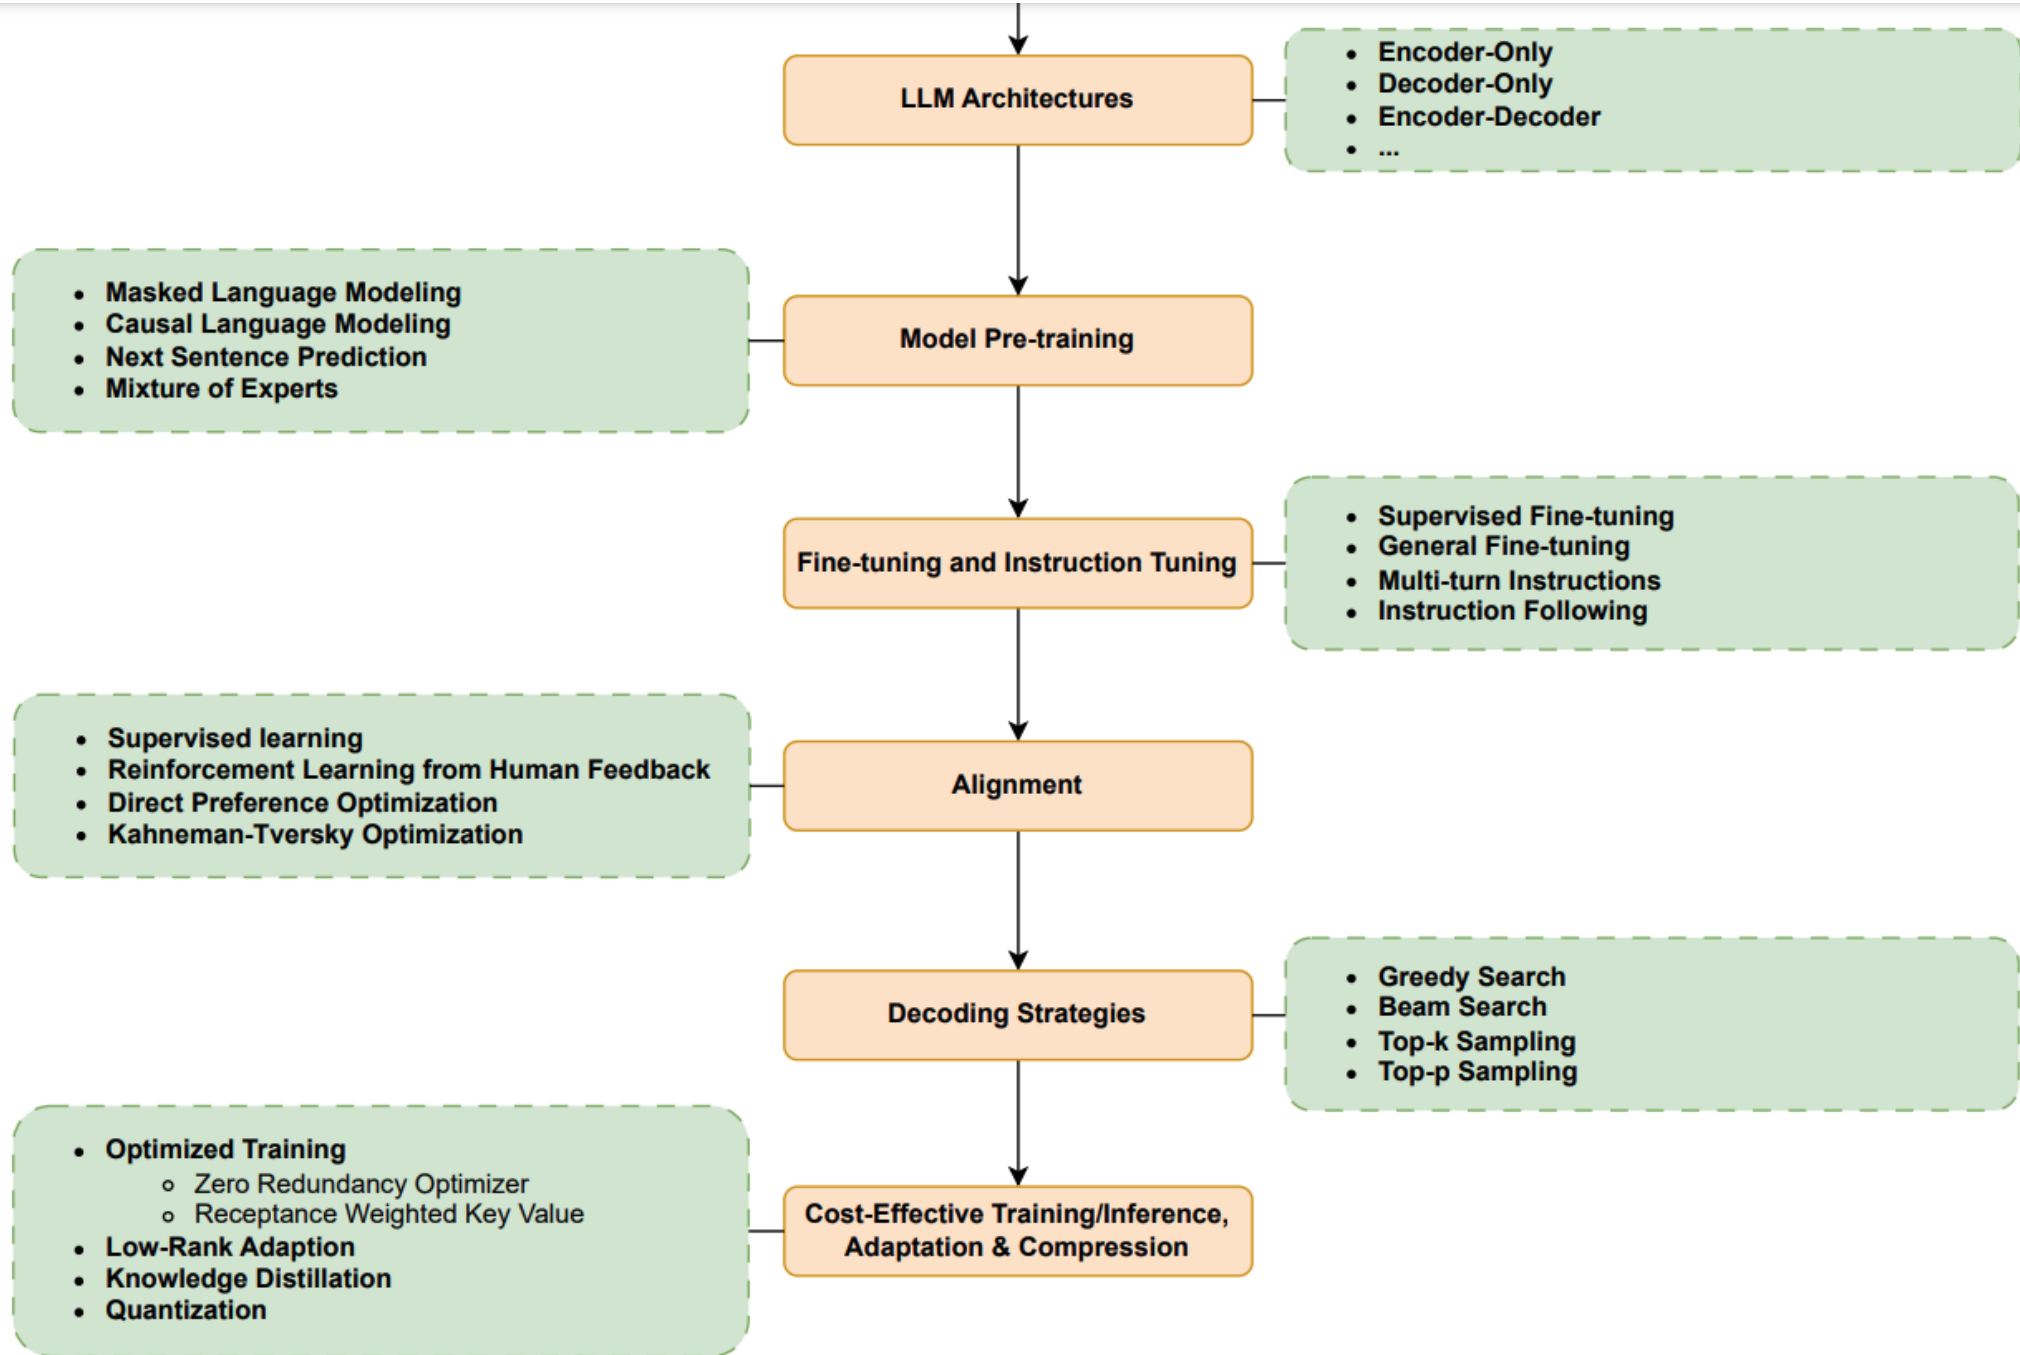 LLM Architectures
Encoder-Only
Decoder-Only
Encoder-Decoder
...
Model Pre-training
Masked Language Modeling
Causal Language Modeling
Next Sentence Prediction
Mixture of Experts
Fine-tuning and Instruction Tuning
Supervised Fine-tuning
General Fine-tuning
Multi-turn Instructions
Instruction Following
Alignment
Supervised learning
Reinforcement Learning from Human Feedback
Direct Preference Optimization
Kahneman-Tversky Optimization
Decoding Strategies
Greedy Search
Beam Search
Top-k Sampling
Top-p Sampling
Cost-Effective Training/Inference,
Adaptation & Compression
Optimized Training
Zero Redundancy Optimizer
Receptance Weighted Key Value
Low-Rank Adaption
Knowledge Distillation
Quantization